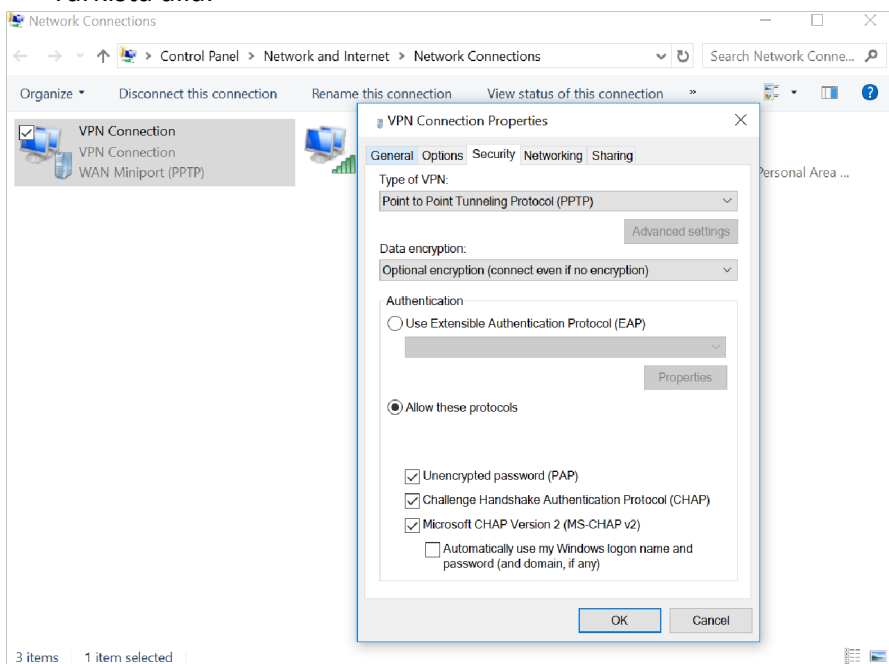 Network Connections
Control Panel > Network and Internet > Network Connections
Search Network Conne...
Organize
Disconnect this connection
Rename this connection
View status of this connection
»
VPN Connection
VPN Connection
WAN Miniport (PPTP)
Personal Area ...
VPN Connection Properties
General Options Security Networking Sharing
Type of VPN:
Point to Point Tunneling Protocol (PPTP)
Advanced settings
Data encryption:
Optional encryption (connect even if no encryption)
Authentication
Use Extensible Authentication Protocol (EAP)
Properties
Allow these protocols
Unencrypted password (PAP)
Challenge Handshake Authentication Protocol (CHAP)
Microsoft CHAP Version 2 (MS-CHAP v2)
Automatically use my Windows logon name and
password (and domain, if any)
OK Cancel
3 items 1 item selected